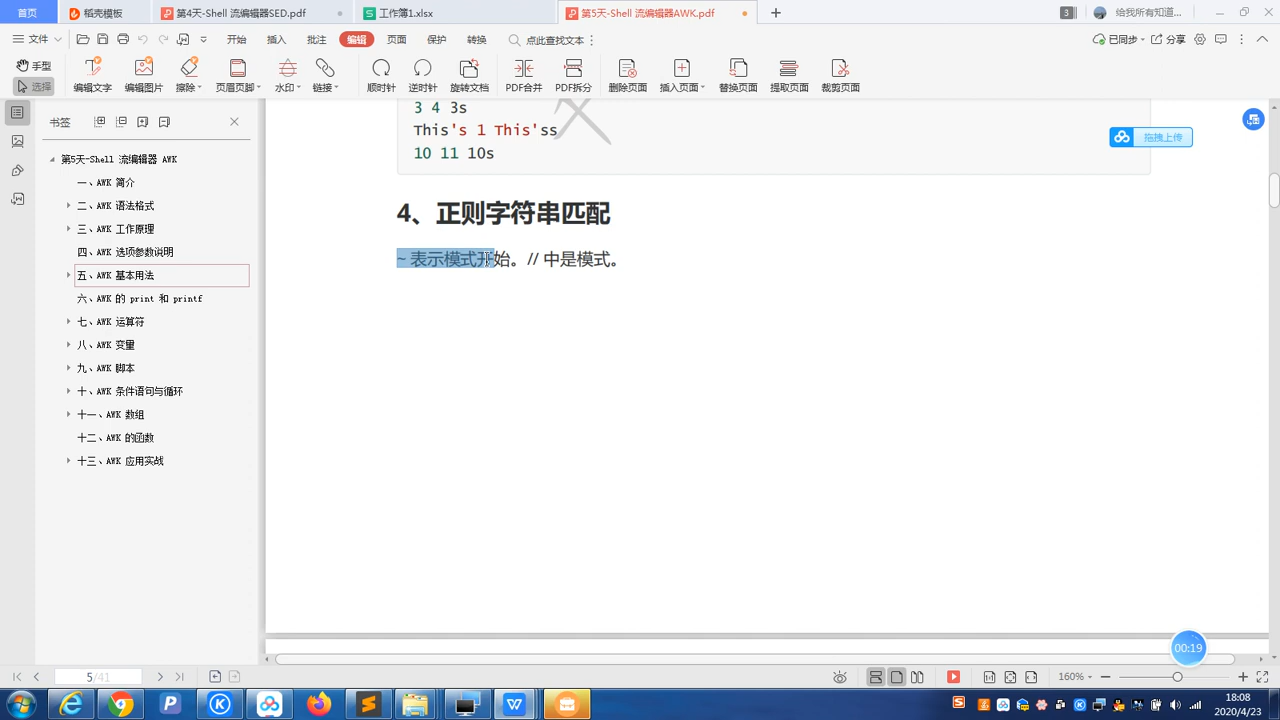 首页
稻壳模板
第4天-Shell 流编辑器SED.pdf
工作簿1.xlsx
第5天-Shell 流编辑器AWK.pdf
3
给我所有知道...
文件
开始
插入
批注
编辑
页面
保护
转换
点此查找文本
已同步
分享
手型
选择
编辑文字
编辑图片
擦除
页眉页脚
水印
链接
顺时针
逆时针
旋转文档
PDF合并
PDF拆分
删除页面
插入页面
替换页面
提取页面
裁剪页面
书签
第5天-Shell 流编辑器 AWK
一、AWK 简介
二、AWK 语法格式
三、AWK 工作原理
四、AWK 选项参数说明
五、AWK 基本用法
六、AWK 的 print 和 printf
七、AWK 运算符
八、AWK 变量
九、AWK 脚本
十、AWK 条件语句与循环
十一、AWK 数组
十二、AWK 的函数
十三、AWK 应用实战
3 4 3s
This's 1 This'ss
10 11 10s
拖拽上传
4、正则字符串匹配
~ 表示模式开始。// 中是模式。
00:19
5/41
160%
18:08
2020/4/23